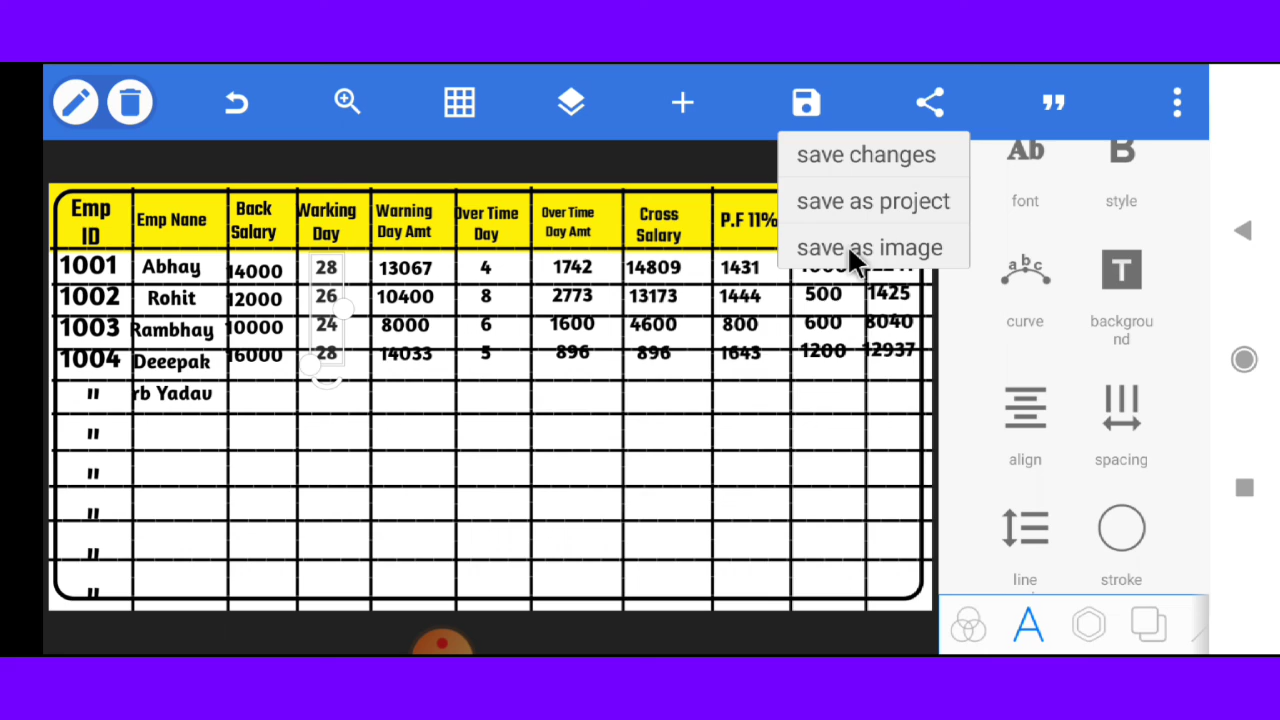 save changes
save as project
save as image
Emp ID
Emp Nane
Back Salary
Warking Day
Warning Day Amt
Over Time Day
Over Time Day Amt
Cross Salary
P.F 11%
1001 Abhay 14000 28 13067 4 1742 14809 1431
1002 Rohit 12000 26 10400 8 2773 13173 1444 500 1425
1003 Rambhay 10000 24 8000 6 1600 4600 800 600 8040
1004 Deeepak 16000 28 14033 5 896 896 1643 1200 12937
" rb Yadav
"
"
"
"
"
Ab B
font style
abc T
curve backgrou
nd
align spacing
line stroke
A